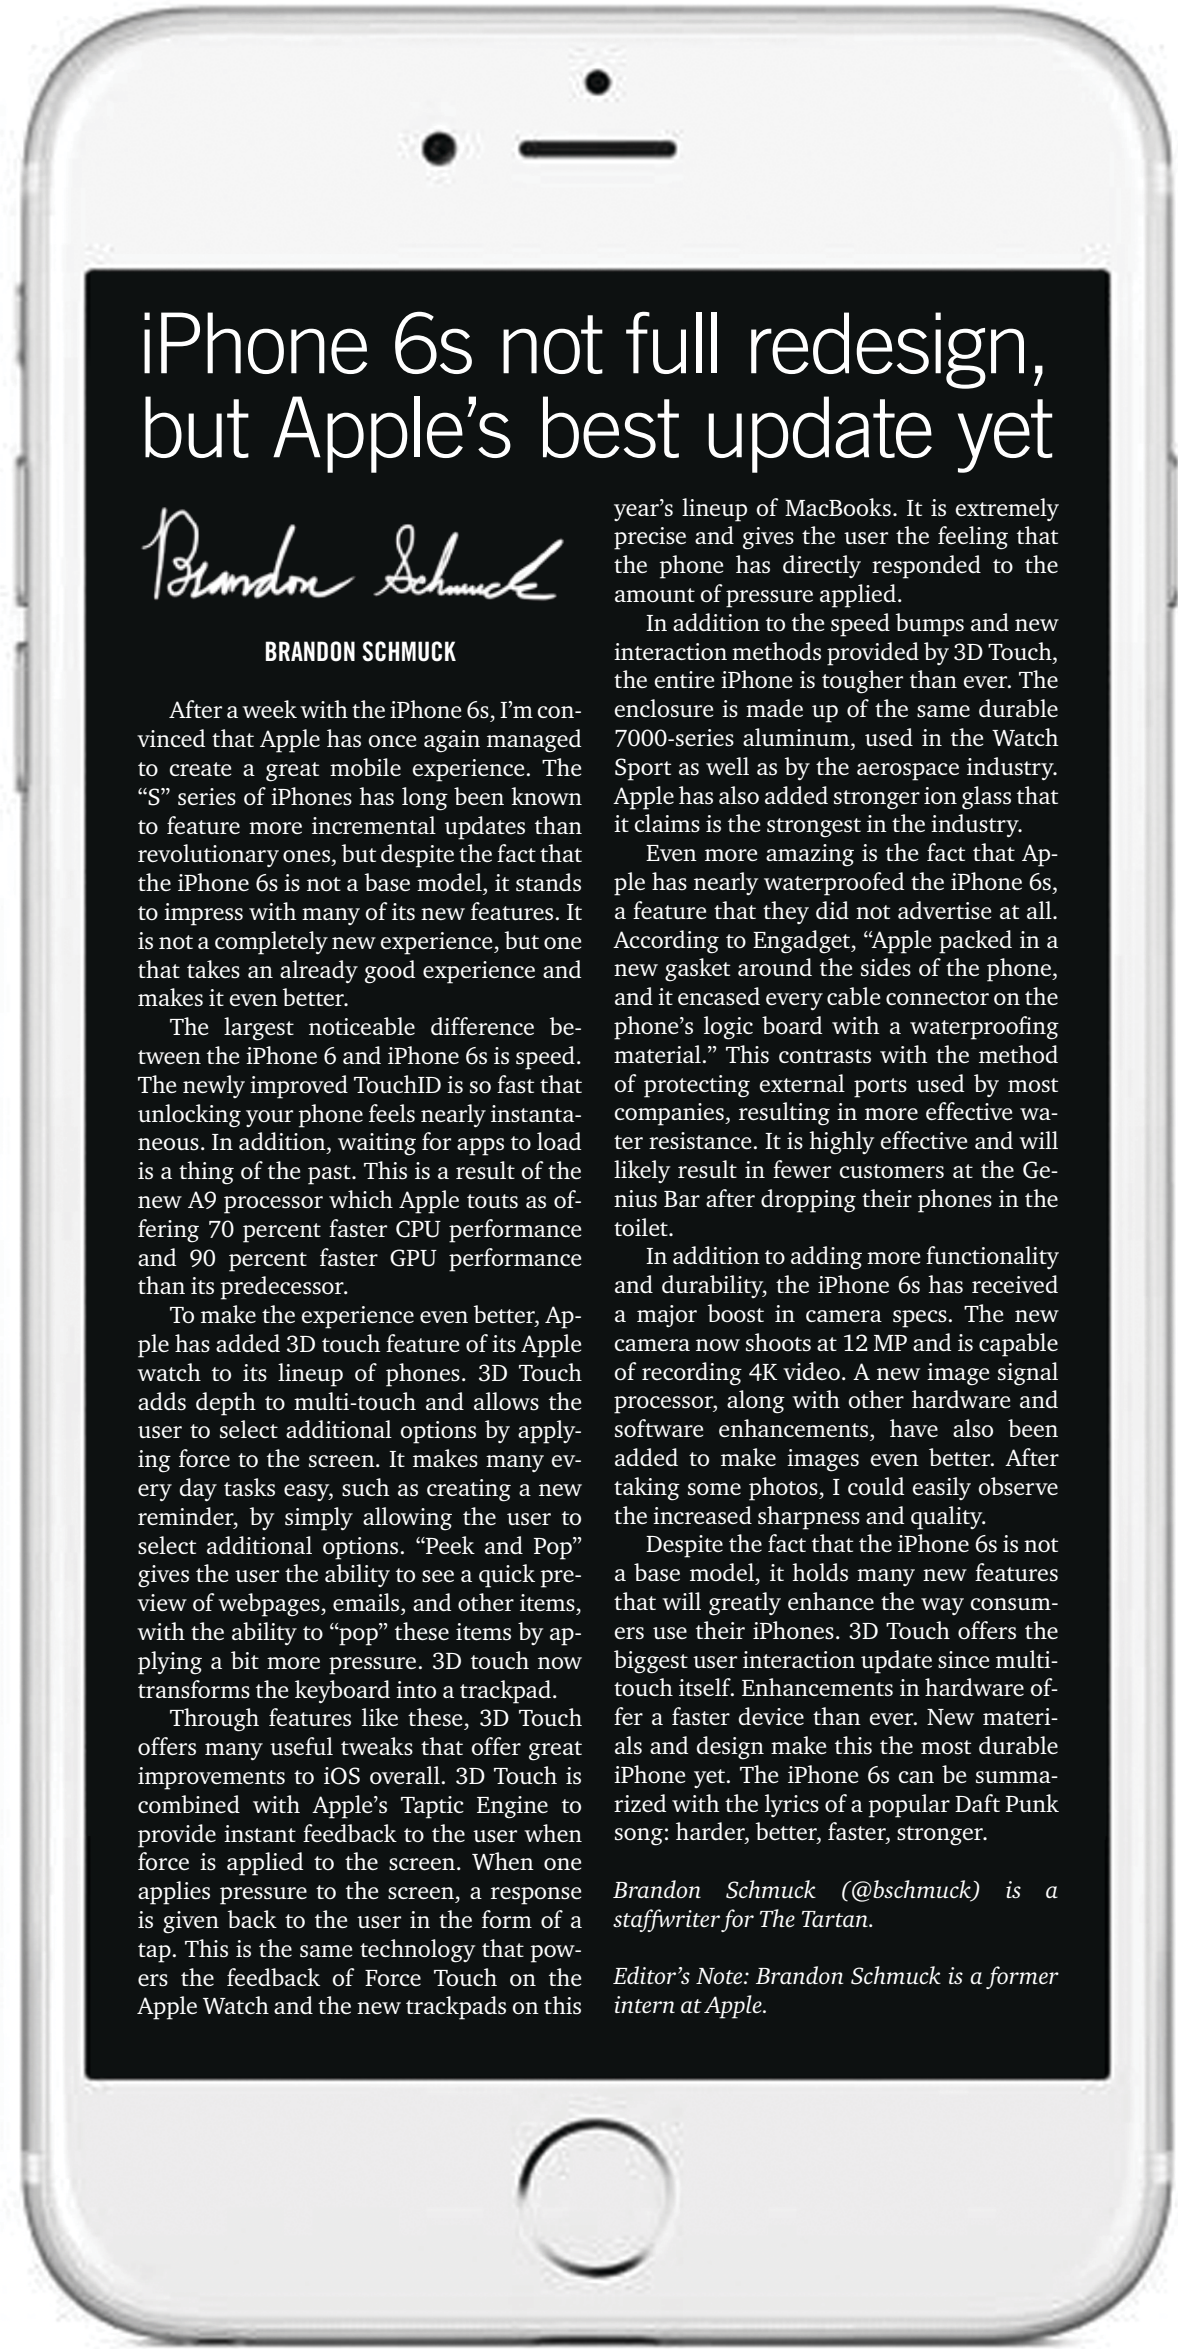 iPhone 6s not full redesign,
but Apple’s best update yet
Brandon Schmuck
BRANDON SCHMUCK
After a week with the iPhone 6s, I’m con-
vinced that Apple has once again managed
to create a great mobile experience. The
“S” series of iPhones has long been known
to feature more incremental updates than
revolutionary ones, but despite the fact that
the iPhone 6s is not a base model, it stands
to impress with many of its new features. It
is not a completely new experience, but one
that takes an already good experience and
makes it even better.
The largest noticeable difference be-
tween the iPhone 6 and iPhone 6s is speed.
The newly improved TouchID is so fast that
unlocking your phone feels nearly instanta-
neous. In addition, waiting for apps to load
is a thing of the past. This is a result of the
new A9 processor which Apple touts as of-
fering 70 percent faster CPU performance
and 90 percent faster GPU performance
than its predecessor.
To make the experience even better, Ap-
ple has added 3D touch feature of its Apple
watch to its lineup of phones. 3D Touch
adds depth to multi-touch and allows the
user to select additional options by apply-
ing force to the screen. It makes many ev-
ery day tasks easy, such as creating a new
reminder, by simply allowing the user to
select additional options. “Peek and Pop”
gives the user the ability to see a quick pre-
view of webpages, emails, and other items,
with the ability to “pop” these items by ap-
plying a bit more pressure. 3D touch now
transforms the keyboard into a trackpad.
Through features like these, 3D Touch
offers many useful tweaks that offer great
improvements to iOS overall. 3D Touch is
combined with Apple’s Taptic Engine to
provide instant feedback to the user when
force is applied to the screen. When one
applies pressure to the screen, a response
is given back to the user in the form of a
tap. This is the same technology that pow-
ers the feedback of Force Touch on the
Apple Watch and the new trackpads on this
year’s lineup of MacBooks. It is extremely
precise and gives the user the feeling that
the phone has directly responded to the
amount of pressure applied.
In addition to the speed bumps and new
interaction methods provided by 3D Touch,
the entire iPhone is tougher than ever. The
enclosure is made up of the same durable
7000-series aluminum, used in the Watch
Sport as well as by the aerospace industry.
Apple has also added stronger ion glass that
it claims is the strongest in the industry.
Even more amazing is the fact that Ap-
ple has nearly waterproofed the iPhone 6s,
a feature that they did not advertise at all.
According to Engadget, “Apple packed in a
new gasket around the sides of the phone,
and it encased every cable connector on the
phone’s logic board with a waterproofing
material.” This contrasts with the method
of protecting external ports used by most
companies, resulting in more effective wa-
ter resistance. It is highly effective and will
likely result in fewer customers at the Ge-
nius Bar after dropping their phones in the
toilet.
In addition to adding more functionality
and durability, the iPhone 6s has received
a major boost in camera specs. The new
camera now shoots at 12 MP and is capable
of recording 4K video. A new image signal
processor, along with other hardware and
software enhancements, have also been
added to make images even better. After
taking some photos, I could easily observe
the increased sharpness and quality.
Despite the fact that the iPhone 6s is not
a base model, it holds many new features
that will greatly enhance the way consum-
ers use their iPhones. 3D Touch offers the
biggest user interaction update since multi-
touch itself. Enhancements in hardware of-
fer a faster device than ever. New materi-
als and design make this the most durable
iPhone yet. The iPhone 6s can be summa-
rized with the lyrics of a popular Daft Punk
song: harder, better, faster, stronger.
Brandon Schmuck (@bschmuck) is a
staffwriter for The Tartan.
Editor’s Note: Brandon Schmuck is a former
intern at Apple.